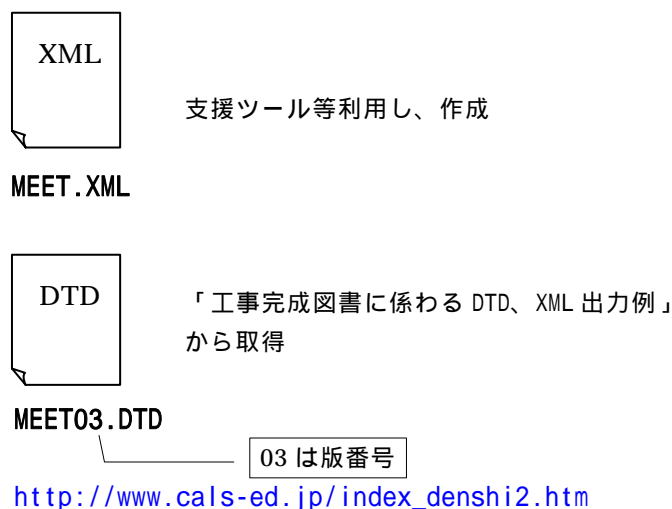 XML
支援ツール等利用し、作成
MEET.XML
DTD
「工事完成図書に係わる DTD、XML 出力例」
から取得
MEET03.DTD
03 は版番号
http://www.cals-ed.jp/index_denshi2.htm